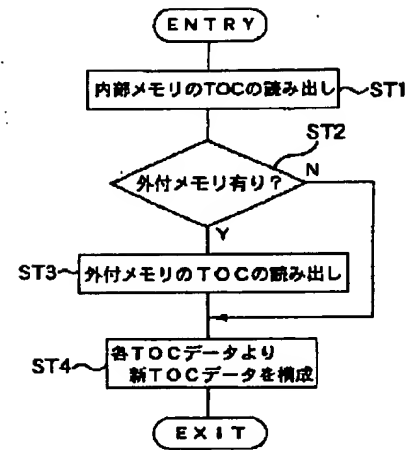 ENTRY
内部メモリのTOCの読み出し
ST1
ST2
外付メモリ有り?
N
Y
ST3
外付メモリのTOCの読み出し
ST4
各TOCデータより
新TOCデータを構成
EXIT